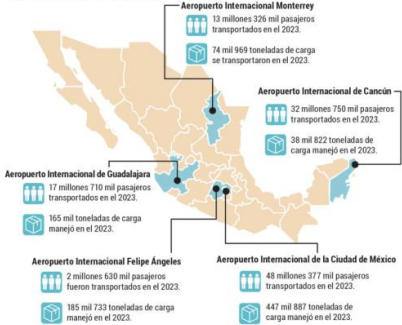 Aeropuerto Internacional Monterrey
13 millones 326 mil pasajeros
transportados en el 2023.
74 mil 969 toneladas de carga
se transportaron en el 2023.
Aeropuerto Internacional de Cancún
32 millones 750 mil pasajeros
transportados en el 2023.
38 mil 822 toneladas de
carga manejó en el 2023.
Aeropuerto Internacional de Guadalajara
17 millones 710 mil pasajeros
transportados en el 2023.
165 mil toneladas de carga
manejó en el 2023.
Aeropuerto Internacional Felipe Ángeles
2 millones 630 mil pasajeros
fueron transportados en el 2023.
185 mil 733 toneladas de carga
manejó en el 2023.
Aeropuerto Internacional de la Ciudad de México
48 millones 377 mil pasajeros
transportados en el 2023.
447 mil 887 toneladas de
carga manejó en el 2023.